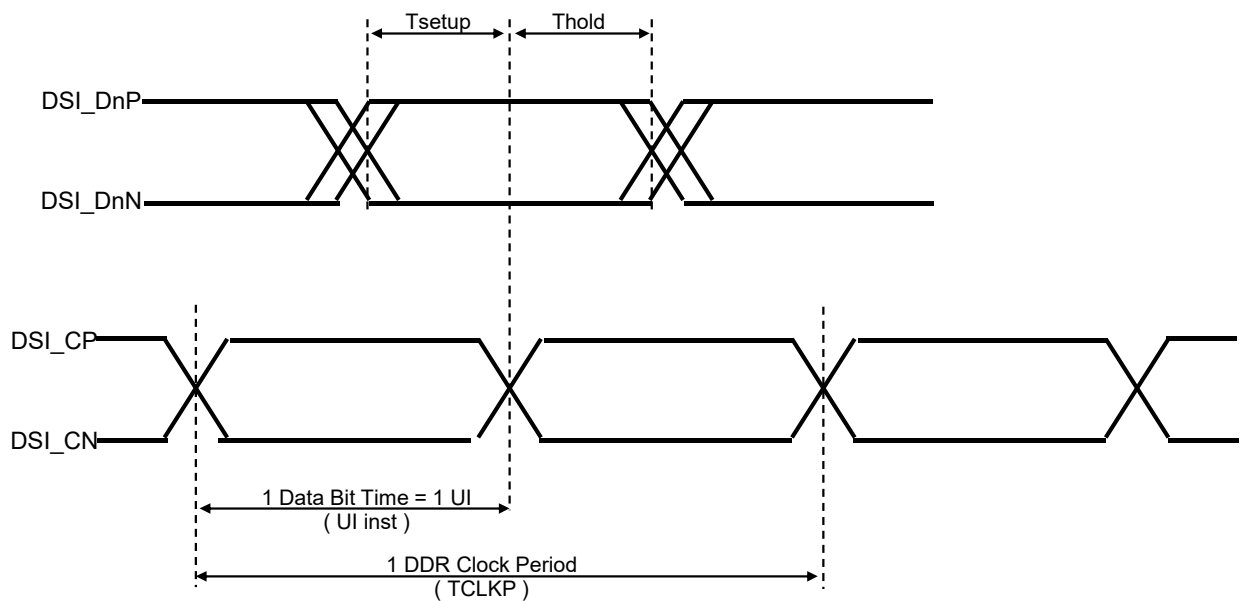 Tsetup
Thold
DSI_DnP
DSI_DnN
DSI_CP
DSI_CN
1 Data Bit Time = 1 UI
( UI inst )
1 DDR Clock Period
( TCLKP )